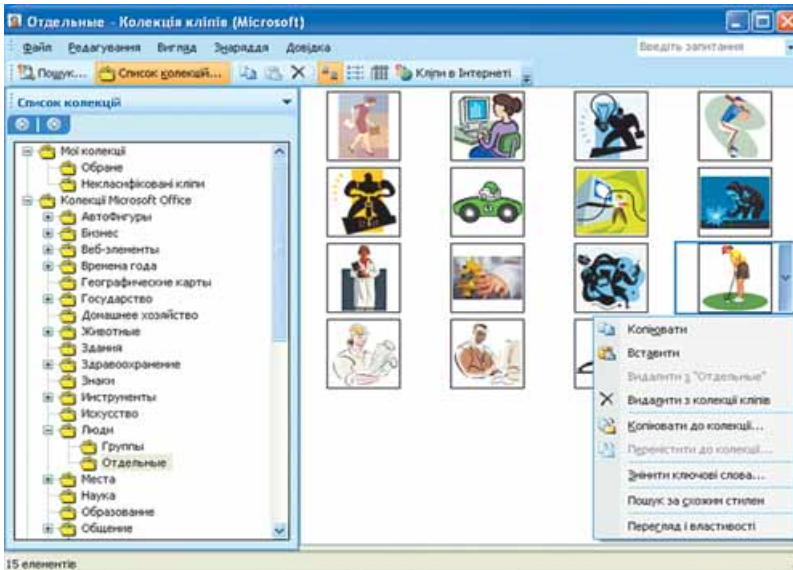 Отдельные - Колекція кліпів (Microsoft)
Файл Редагування Вигляд Знаряддя Довідка
Введіть запитання
Пошук... Список колекцій... Кліпи в Інтернеті
Список колекцій
Мої колекції
Обране
Некласифіковані кліпи
Колекції Microsoft Office
АвтоФигуры
Бизнес
Веб-элементы
Времена года
Географические карты
Государство
Домашнее хозяйство
Животные
Здания
Здравоохранение
Знаки
Инструменты
Искусство
Люди
Группы
Отдельные
Места
Наука
Образование
Общение
Копіювати
Вставити
Видалити з "Отдельные"
Видалити з колекції кліпів
Копіювати до колекції...
Перемістити до колекції...
Змінити ключові слова...
Пошук за схожим стилем
Перегляд і властивості
15 елементів